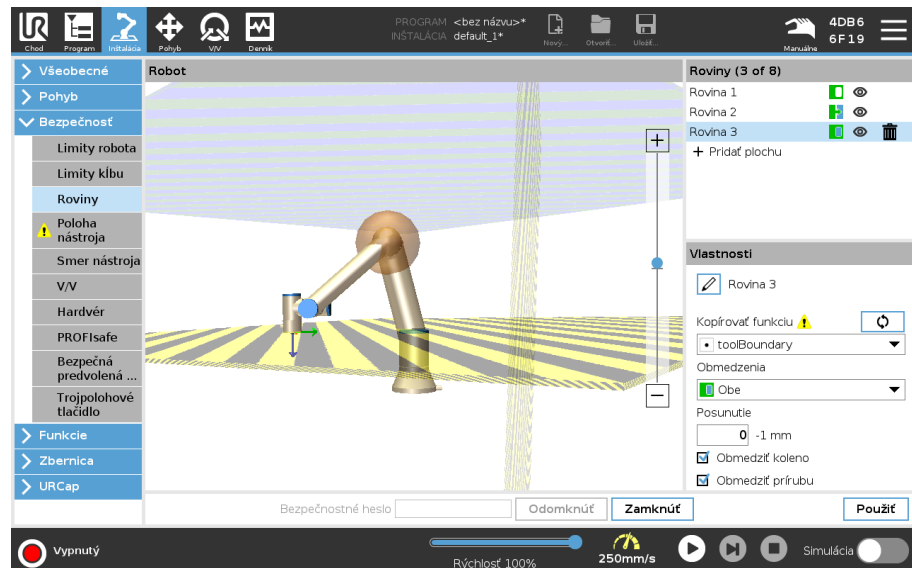 PROGRAM <bez názvu>*
INŠTALÁCIA default_1*
Chod
Program
Inštalácia
Pohyb
V/V
Denník
Nový...
Otvoriť...
Uložiť...
Manuálne
4DB6
6F19
Všeobecné
Pohyb
Bezpečnosť
Limity robota
Limity kĺbu
Roviny
Poloha
nástroja
Smer nástroja
V/V
Hardvér
PROFIsafe
Bezpečná
predvolená ...
Trojpolohové
tlačidlo
Funkcie
Zbernica
URCap
Robot
Roviny (3 of 8)
Rovina 1
Rovina 2
Rovina 3
+ Pridať plochu
Vlastnosti
Rovina 3
Kopírovať funkciu
toolBoundary
Obmedzenia
Obe
Posunutie
0 -1 mm
Obmedziť koleno
Obmedziť prírubu
Bezpečnostné heslo
Odomknúť
Zamknúť
Použiť
Vypnutý
Rýchlosť 100%
250mm/s
Simulácia